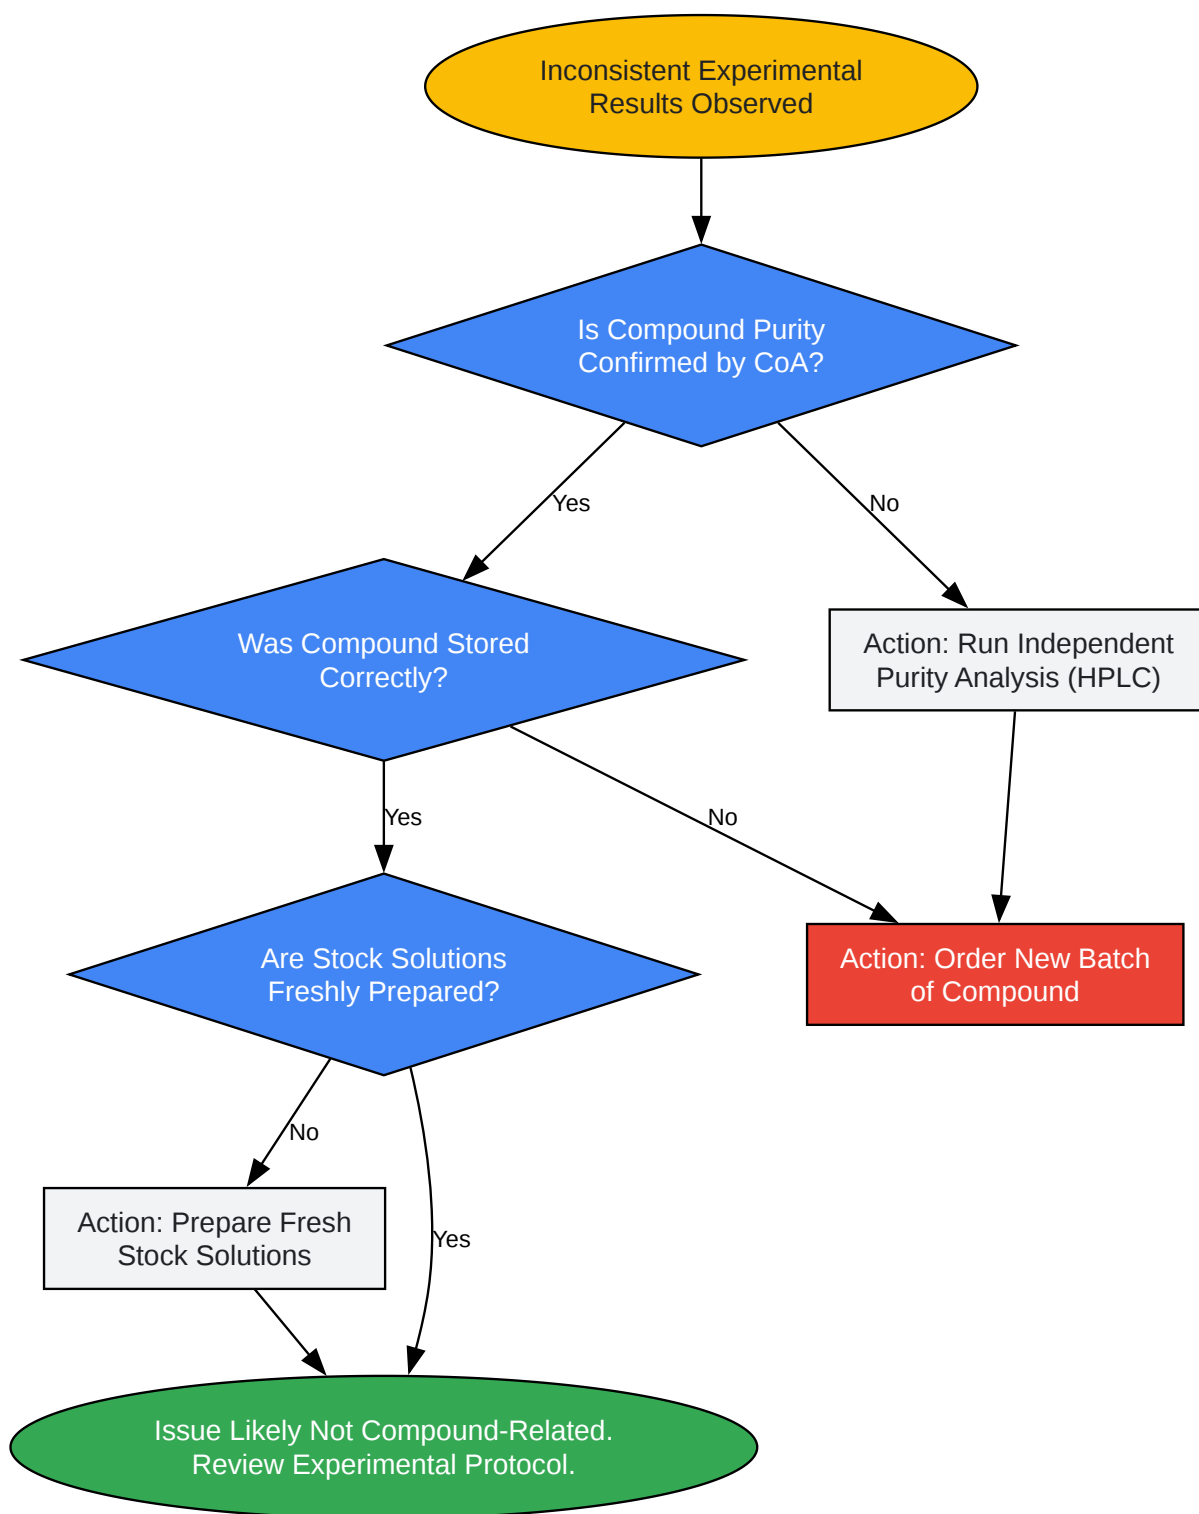 Inconsistent Experimental
Results Observed
Is Compound Purity
Confirmed by CoA?
Yes
No
Was Compound Stored
Correctly?
Action: Run Independent
Purity Analysis (HPLC)
Yes
No
Are Stock Solutions
Freshly Prepared?
Action: Order New Batch
of Compound
No
Action: Prepare Fresh
Stock Solutions
Yes
Issue Likely Not Compound-Related.
Review Experimental Protocol.